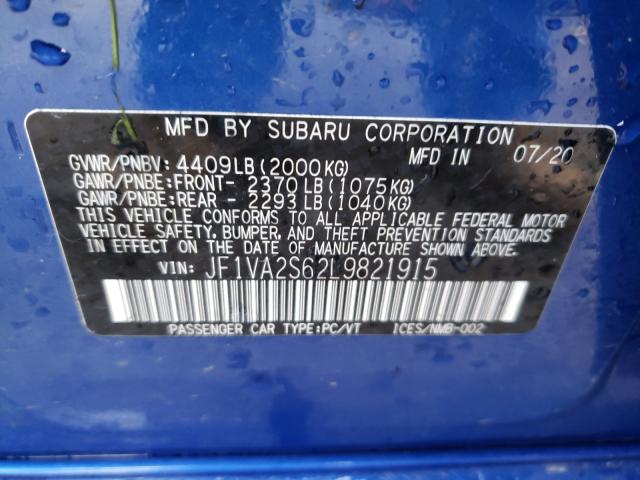 MFD BY SUBARU CORPORATION
GVWR/PNBV: 4409LB(2000KG) MFD IN 07/20
GAWR/PNBE:FRONT- 2370LB(1075KG)
GAWR/PNBE:REAR - 2293LB(1040KG)
THIS VEHICLE CONFORMS TO ALL APPLICABLE FEDERAL MOTOR
VEHICLE SAFETY, BUMPER, AND THEFT PREVENTION STANDARDS
IN EFFECT ON THE DATE OF MANUFACTURE SHOWN ABOVE.
VIN: JF1VA2S62L9821915
PASSENGER CAR TYPE:PC/VT ICES/NMB-002